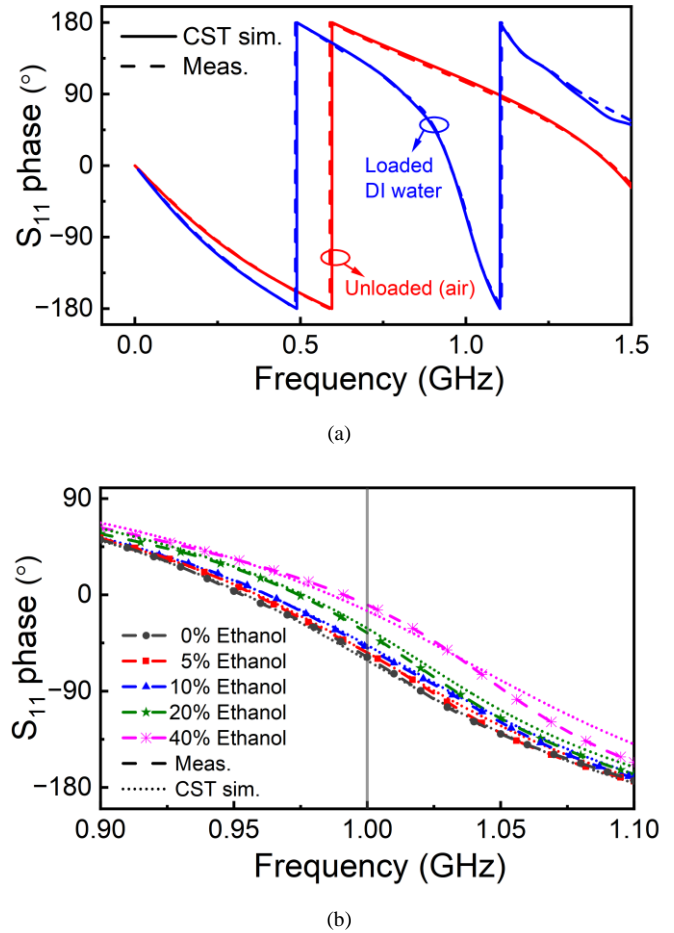 180
90
0
−90
−180
S11 phase (°)
CST sim.
Meas.
Loaded
DI water
Unloaded (air)
0.0 0.5 1.0 1.5
Frequency (GHz)
(a)
90
0
−90
−180
S11 phase (°)
0% Ethanol
5% Ethanol
10% Ethanol
20% Ethanol
40% Ethanol
Meas.
CST sim.
0.90 0.95 1.00 1.05 1.10
Frequency (GHz)
(b)